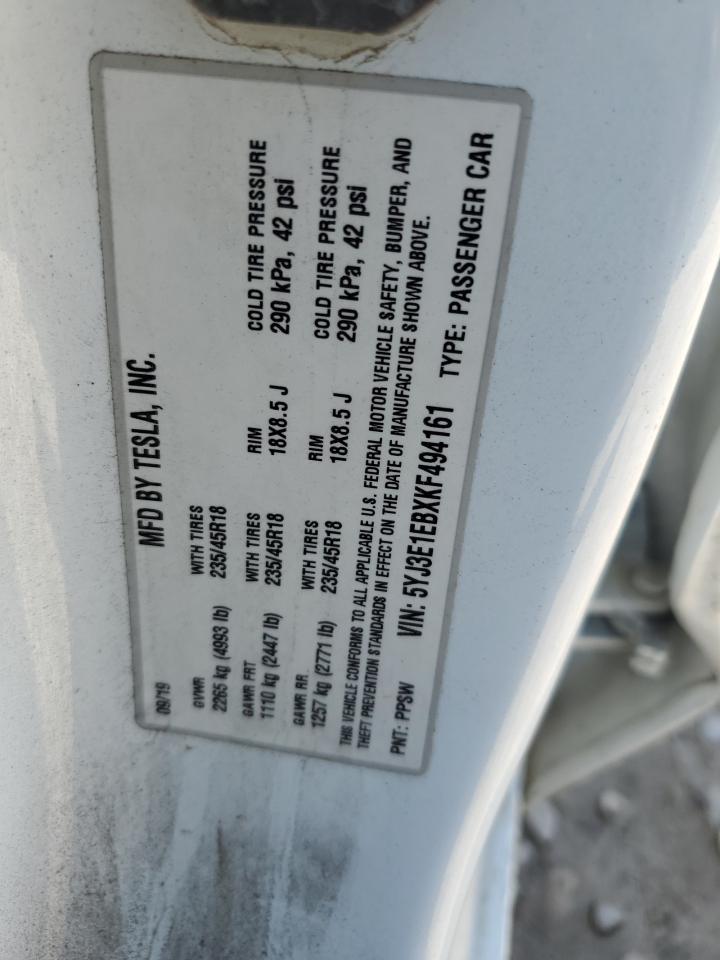 MFD BY TESLA, INC.
09/19
GVWR WITH TIRES
2265 kg (4993 lb) 235/45R18
GAWR FRT WITH TIRES RIM COLD TIRE PRESSURE
1110 kg (2447 lb) 235/45R18 18X8.5 J 290 kPa, 42 psi
GAWR RR WITH TIRES RIM COLD TIRE PRESSURE
1257 kg (2771 lb) 235/45R18 18X8.5 J 290 kPa, 42 psi
THIS VEHICLE CONFORMS TO ALL APPLICABLE U.S. FEDERAL MOTOR VEHICLE SAFETY, BUMPER, AND
THEFT PREVENTION STANDARDS IN EFFECT ON THE DATE OF MANUFACTURE SHOWN ABOVE.
PNT: PPSW VIN: 5YJ3E1EBXKF494161 TYPE: PASSENGER CAR